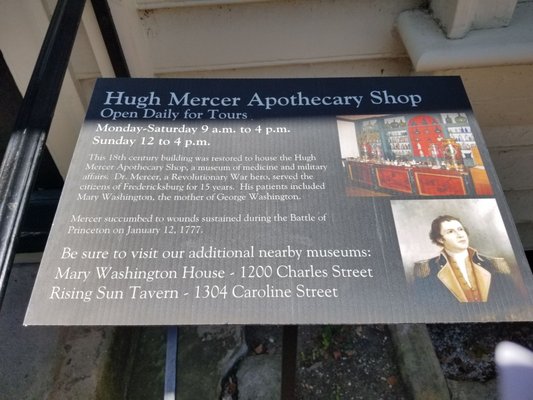 Hugh Mercer Apothecary Shop
Open Daily for Tours
Monday-Saturday 9 a.m. to 4 p.m.
Sunday 12 to 4 p.m.
This 18th century building was restored to house the Hugh
Mercer Apothecary Shop, a museum of medicine and military
affairs. Dr. Mercer, a Revolutionary War hero, served the
citizens of Fredericksburg for 15 years. His patients included
Mary Washington, the mother of George Washington.
Mercer succumbed to wounds sustained during the Battle of
Princeton on January 12, 1777.
Be sure to visit our additional nearby museums:
Mary Washington House - 1200 Charles Street
Rising Sun Tavern - 1304 Caroline Street